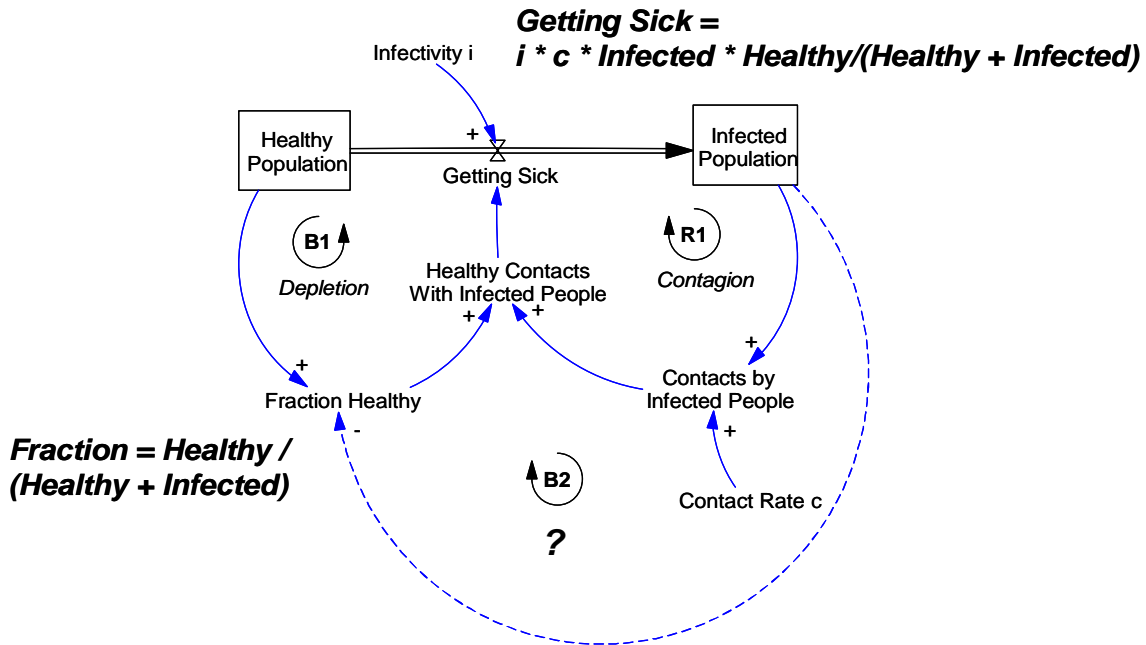 Getting Sick =
i * c * Infected * Healthy/(Healthy + Infected)
Infectivity i
+
Healthy
Population
Getting Sick
Infected
Population
B1
Depletion
R1
Contagion
Healthy Contacts
With Infected People
+
+
+
Fraction Healthy
+
Contacts by
Infected People
-
+
Fraction = Healthy /
(Healthy + Infected)
B2
?
Contact Rate c